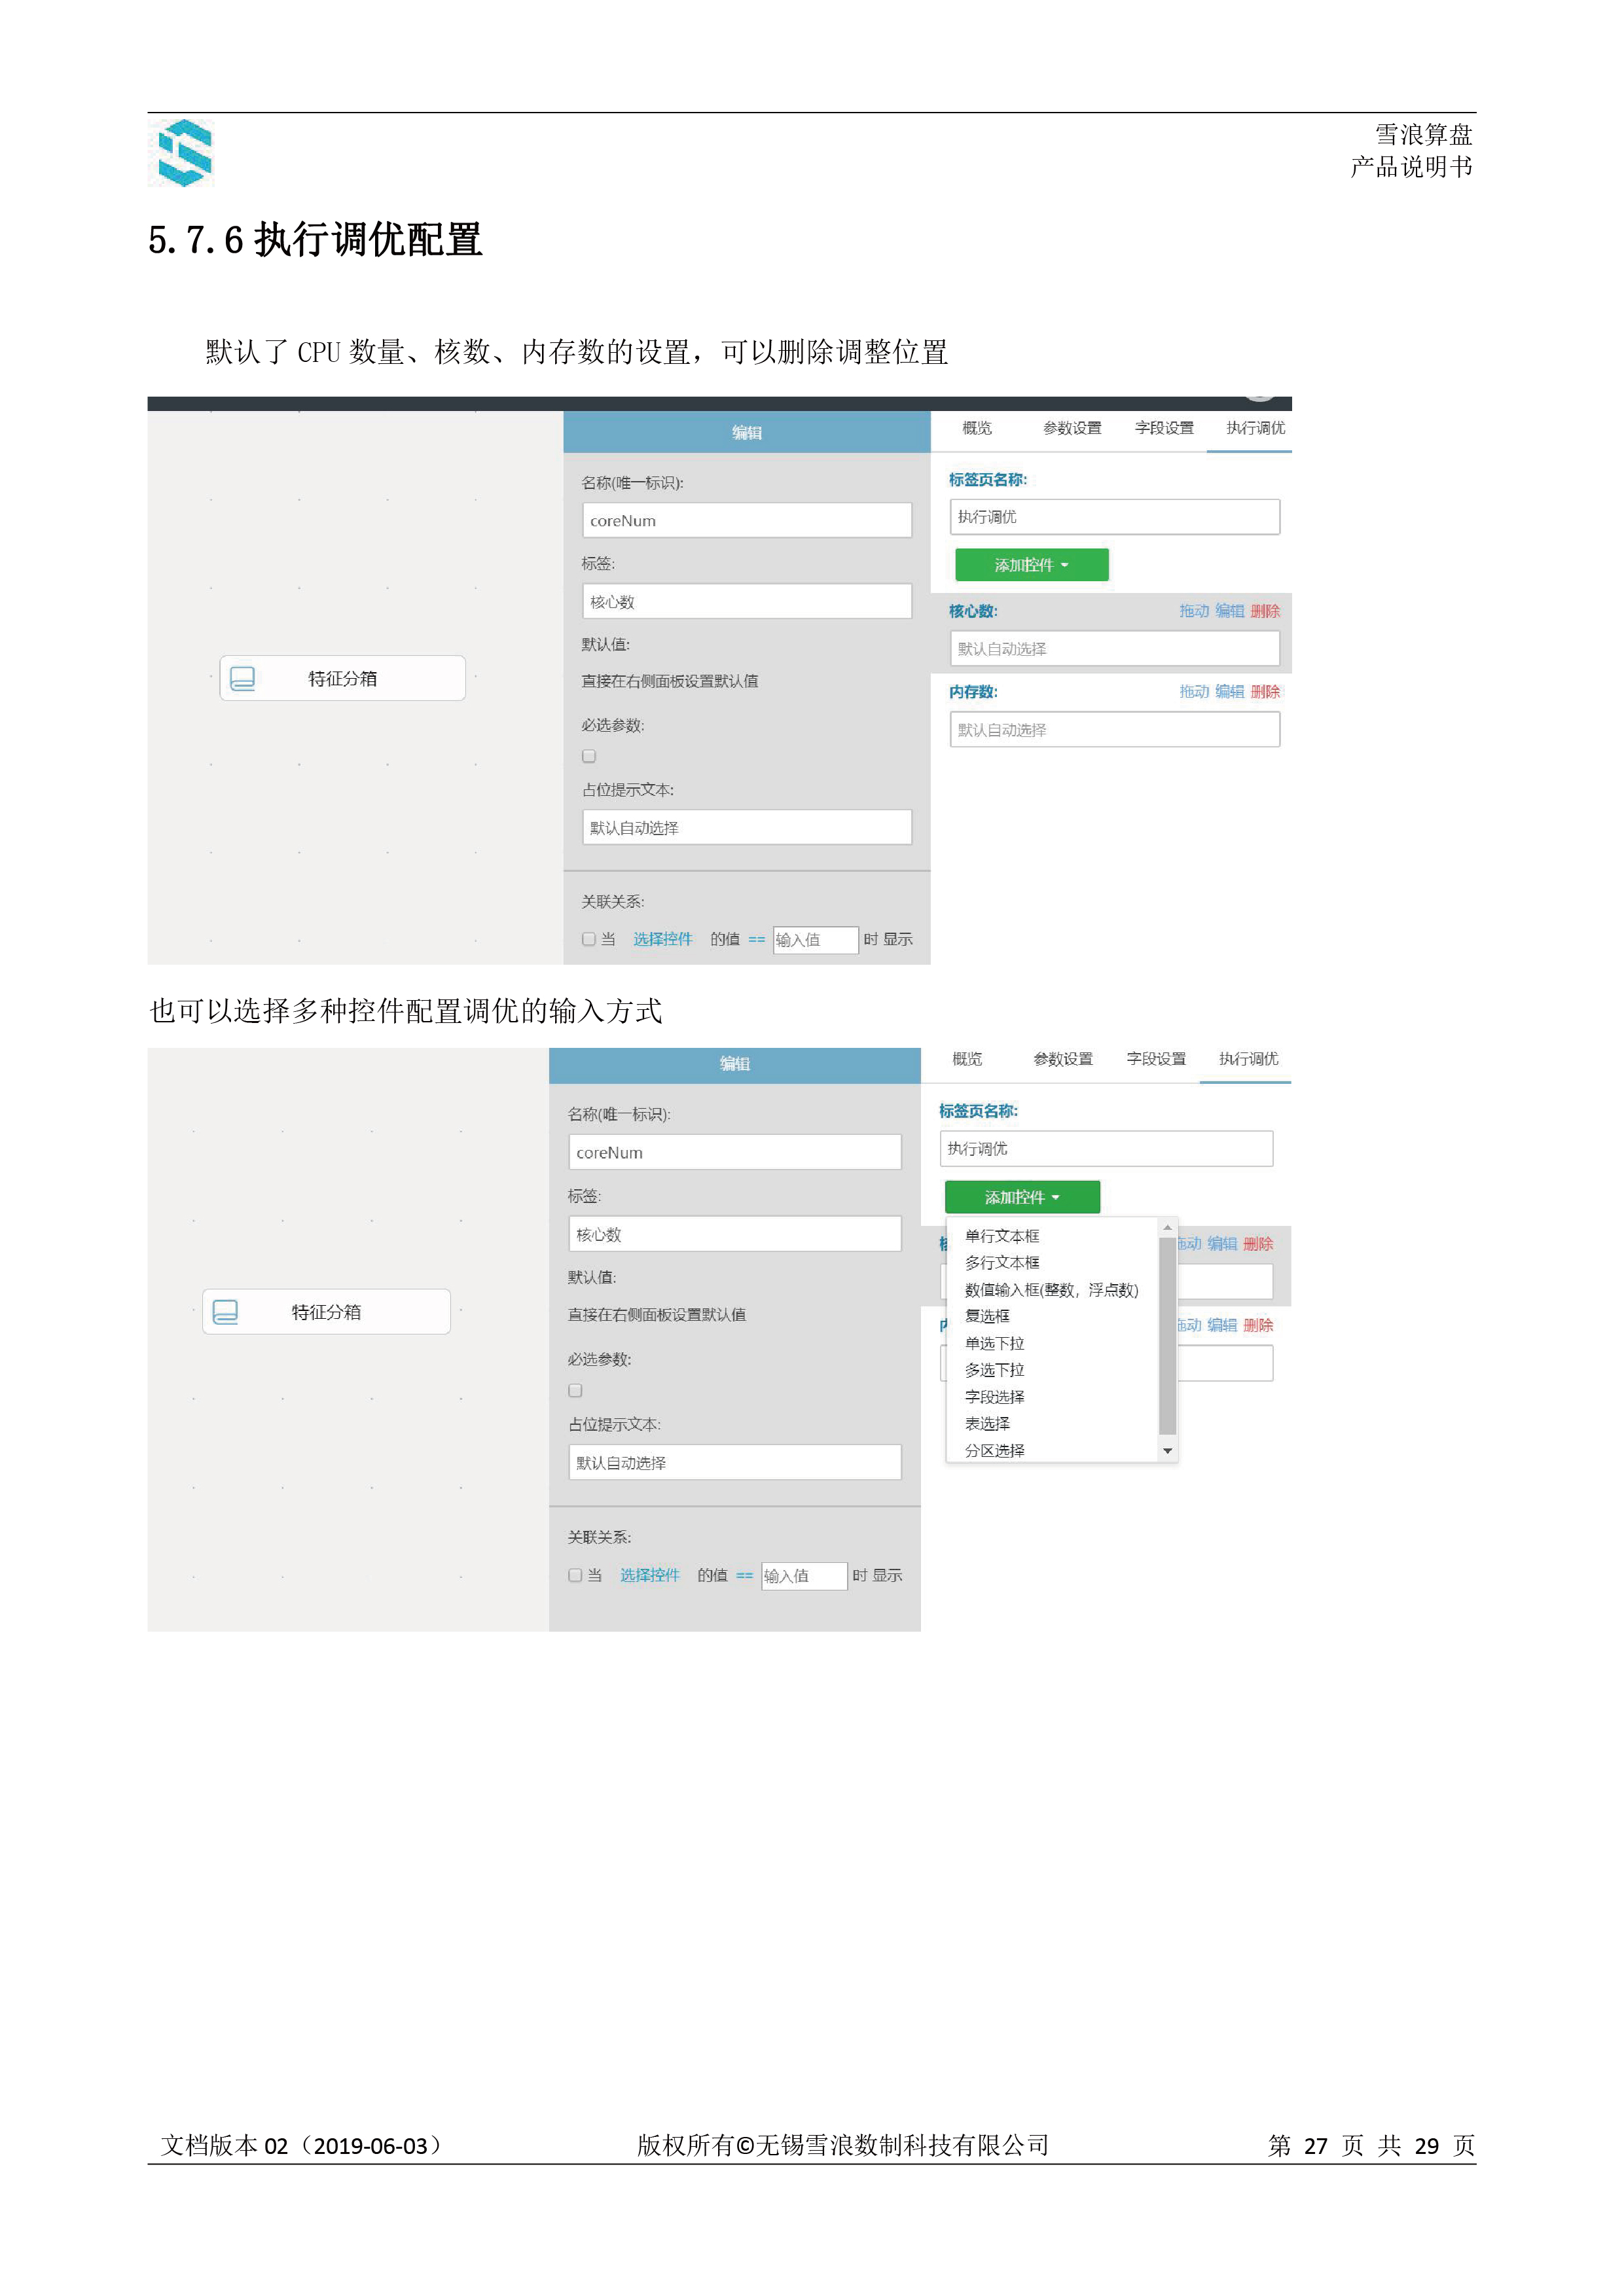 雪浪算盘
产品说明书
5.7.6 执行调优配置
默认了 CPU 数量、核数、内存数的设置，可以删除调整位置
编辑
概览 参数设置 字段设置 执行调优
名称(唯一标识):
coreNum
标签:
核心数
默认值:
直接在右侧面板设置默认值
必选参数:
占位提示文本:
默认自动选择
关联关系:
当 选择控件 的值 == 输入值 时 显示
标签页名称:
执行调优
添加控件
核心数: 拖动 编辑 删除
默认自动选择
内存数: 拖动 编辑 删除
默认自动选择
特征分箱
也可以选择多种控件配置调优的输入方式
编辑
概览 参数设置 字段设置 执行调优
名称(唯一标识):
coreNum
标签:
核心数
默认值:
直接在右侧面板设置默认值
必选参数:
占位提示文本:
默认自动选择
关联关系:
当 选择控件 的值 == 输入值 时 显示
标签页名称:
执行调优
添加控件
单行文本框
多行文本框
数值输入框(整数，浮点数)
复选框
单选下拉
多选下拉
字段选择
表选择
分区选择
编辑 删除
编辑 删除
特征分箱
文档版本 02（2019-06-03） 版权所有©无锡雪浪数制科技有限公司 第 27 页 共 29 页